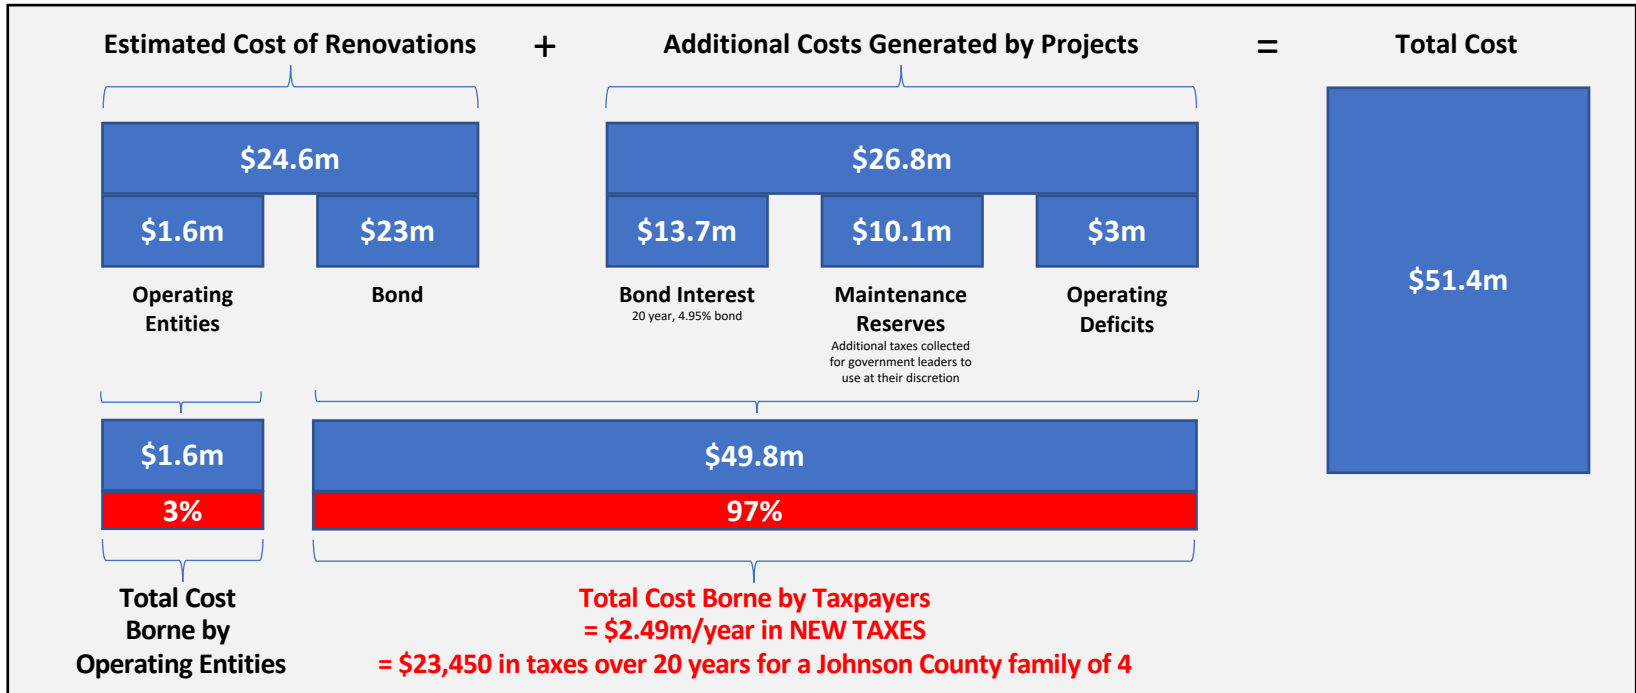 Estimated Cost of Renovations + Additional Costs Generated by Projects = Total Cost
$24.6m
$26.8m
$1.6m
$23m
$13.7m
$10.1m
$3m
$51.4m
Operating
Entities
Bond
Bond Interest
20 year, 4.95% bond
Maintenance
Reserves
Additional taxes collected
for government leaders to
use at their discretion
Operating
Deficits
$1.6m
$49.8m
3%
97%
Total Cost
Borne by
Operating Entities
Total Cost Borne by Taxpayers
= $2.49m/year in NEW TAXES
= $23,450 in taxes over 20 years for a Johnson County family of 4